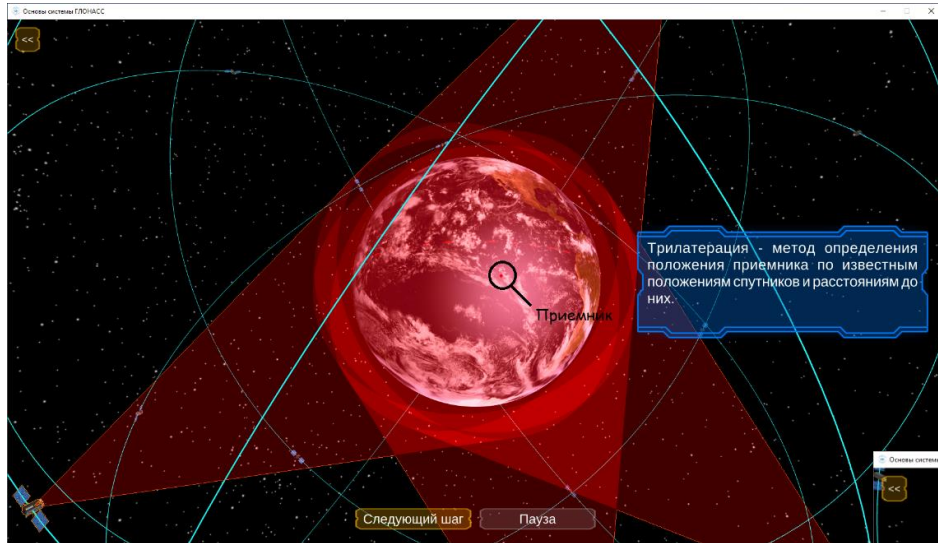 Основы системы ГЛОНАСС
<<
Трилатерация - метод определения
положения приемника по известным
положениям спутников и расстояниям до
них.
Приемник
Основы систем
<<
Следующий шаг
Пауза